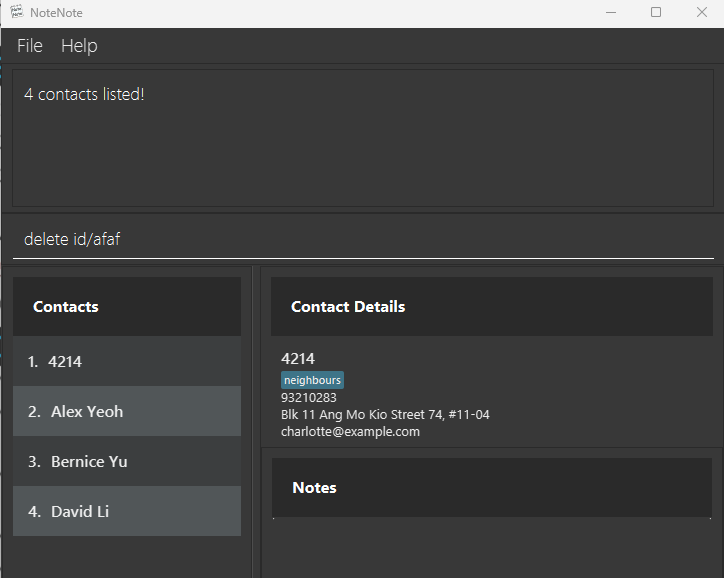 NoteNote
File Help
4 contacts listed!
delete id/afaf
Contacts
1. 4214
2. Alex Yeoh
3. Bernice Yu
4. David Li
Contact Details
4214
neighbours
93210283
Blk 11 Ang Mo Kio Street 74, #11-04
charlotte@example.com
Notes